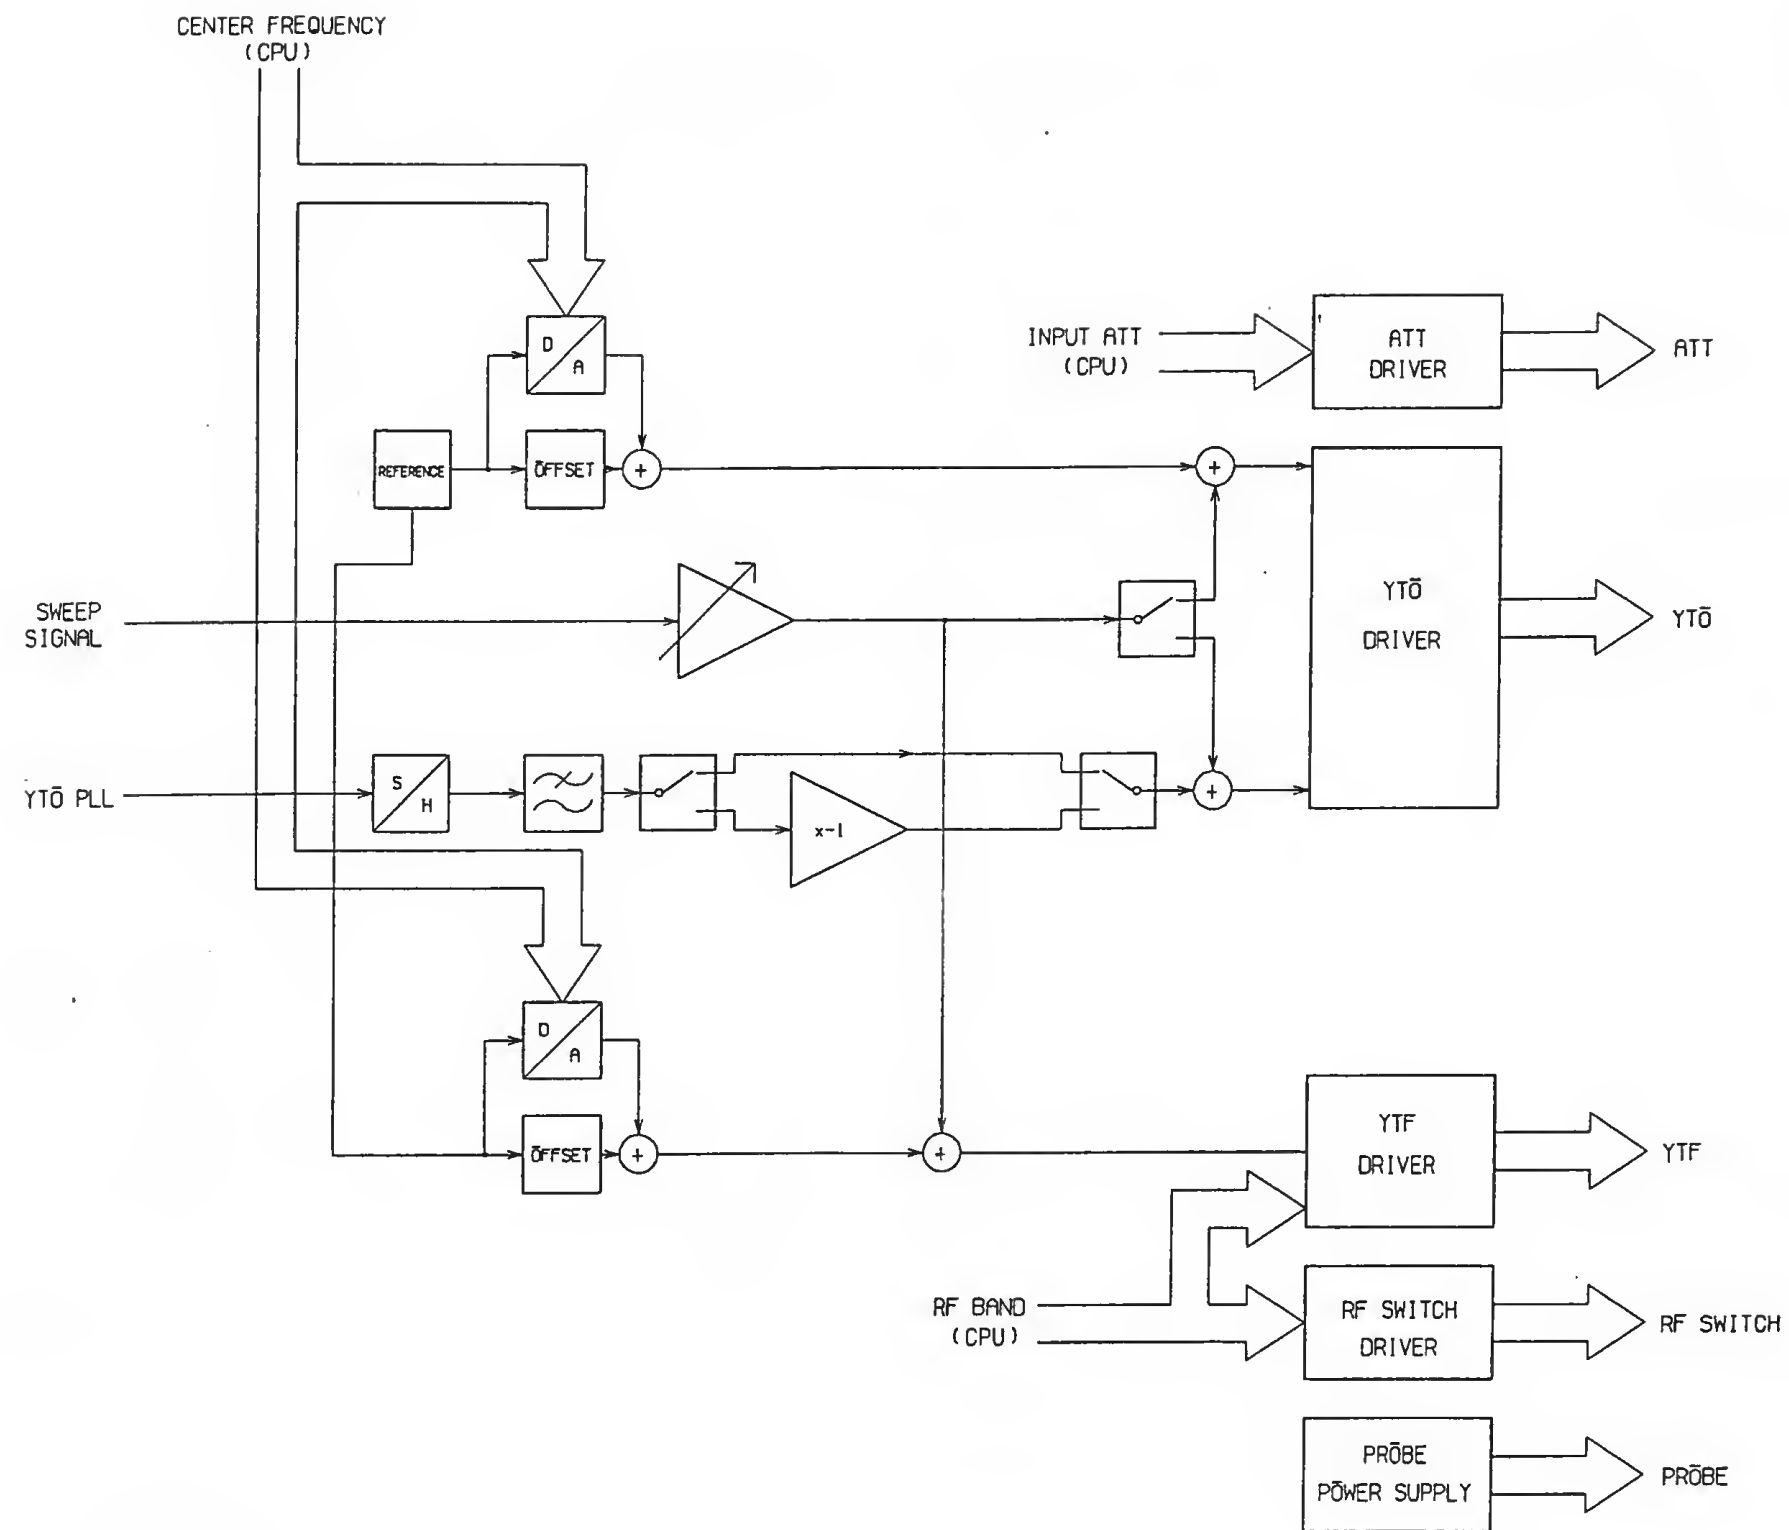 CENTER FREQUENCY
(CPU)
D
A
INPUT ATT
(CPU)
ATT
DRIVER
ATT
REFERENCE
ŌFFSET
+
+
SWEEP
SIGNAL
YTŌ
DRIVER
YTŌ
YTŌ PLL
S
H
x-1
+
D
A
ŌFFSET
+
+
YTF
DRIVER
YTF
RF BAND
(CPU)
RF SWITCH
DRIVER
RF SWITCH
PRŌBE
PŌWER SUPPLY
PRŌBE